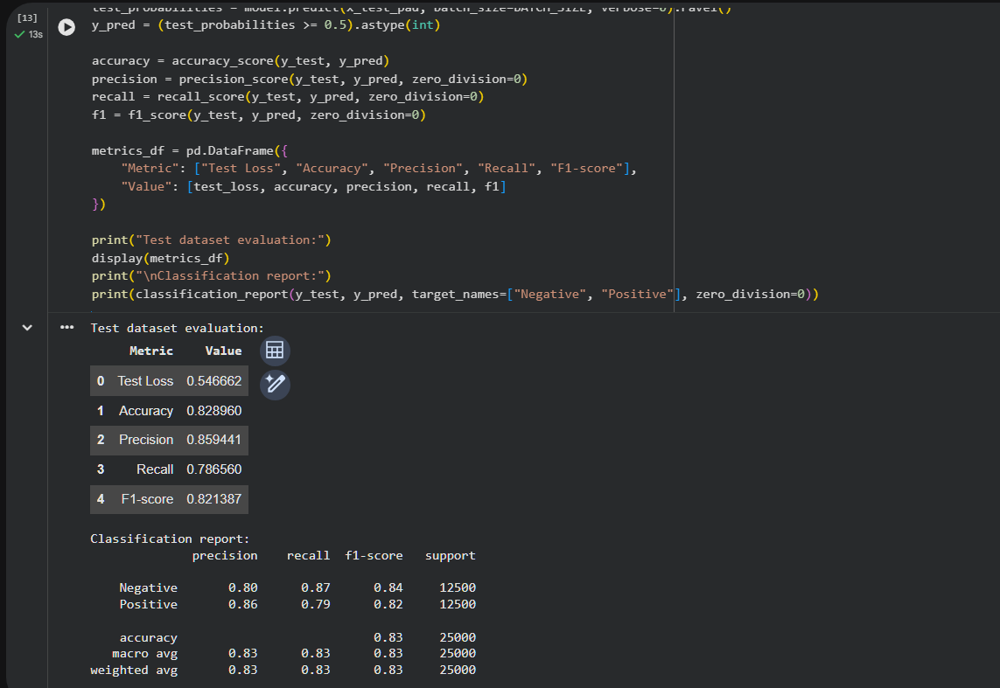 [13]
13s
test_probabilities = model.predict(x_test_pad, batch_size=BATCH_SIZE, verbose=0).ravel()
y_pred = (test_probabilities >= 0.5).astype(int)
accuracy = accuracy_score(y_test, y_pred)
precision = precision_score(y_test, y_pred, zero_division=0)
recall = recall_score(y_test, y_pred, zero_division=0)
f1 = f1_score(y_test, y_pred, zero_division=0)
metrics_df = pd.DataFrame({
    "Metric": ["Test Loss", "Accuracy", "Precision", "Recall", "F1-score"],
    "Value": [test_loss, accuracy, precision, recall, f1]
})
print("Test dataset evaluation:")
display(metrics_df)
print("\nClassification report:")
print(classification_report(y_test, y_pred, target_names=["Negative", "Positive"], zero_division=0))
Test dataset evaluation:
Metric Value
0 Test Loss 0.546662
1 Accuracy 0.828960
2 Precision 0.859441
3 Recall 0.786560
4 F1-score 0.821387
Classification report:
precision recall f1-score support
Negative 0.80 0.87 0.84 12500
Positive 0.86 0.79 0.82 12500
accuracy 0.83 25000
macro avg 0.83 0.83 0.83 25000
weighted avg 0.83 0.83 0.83 25000